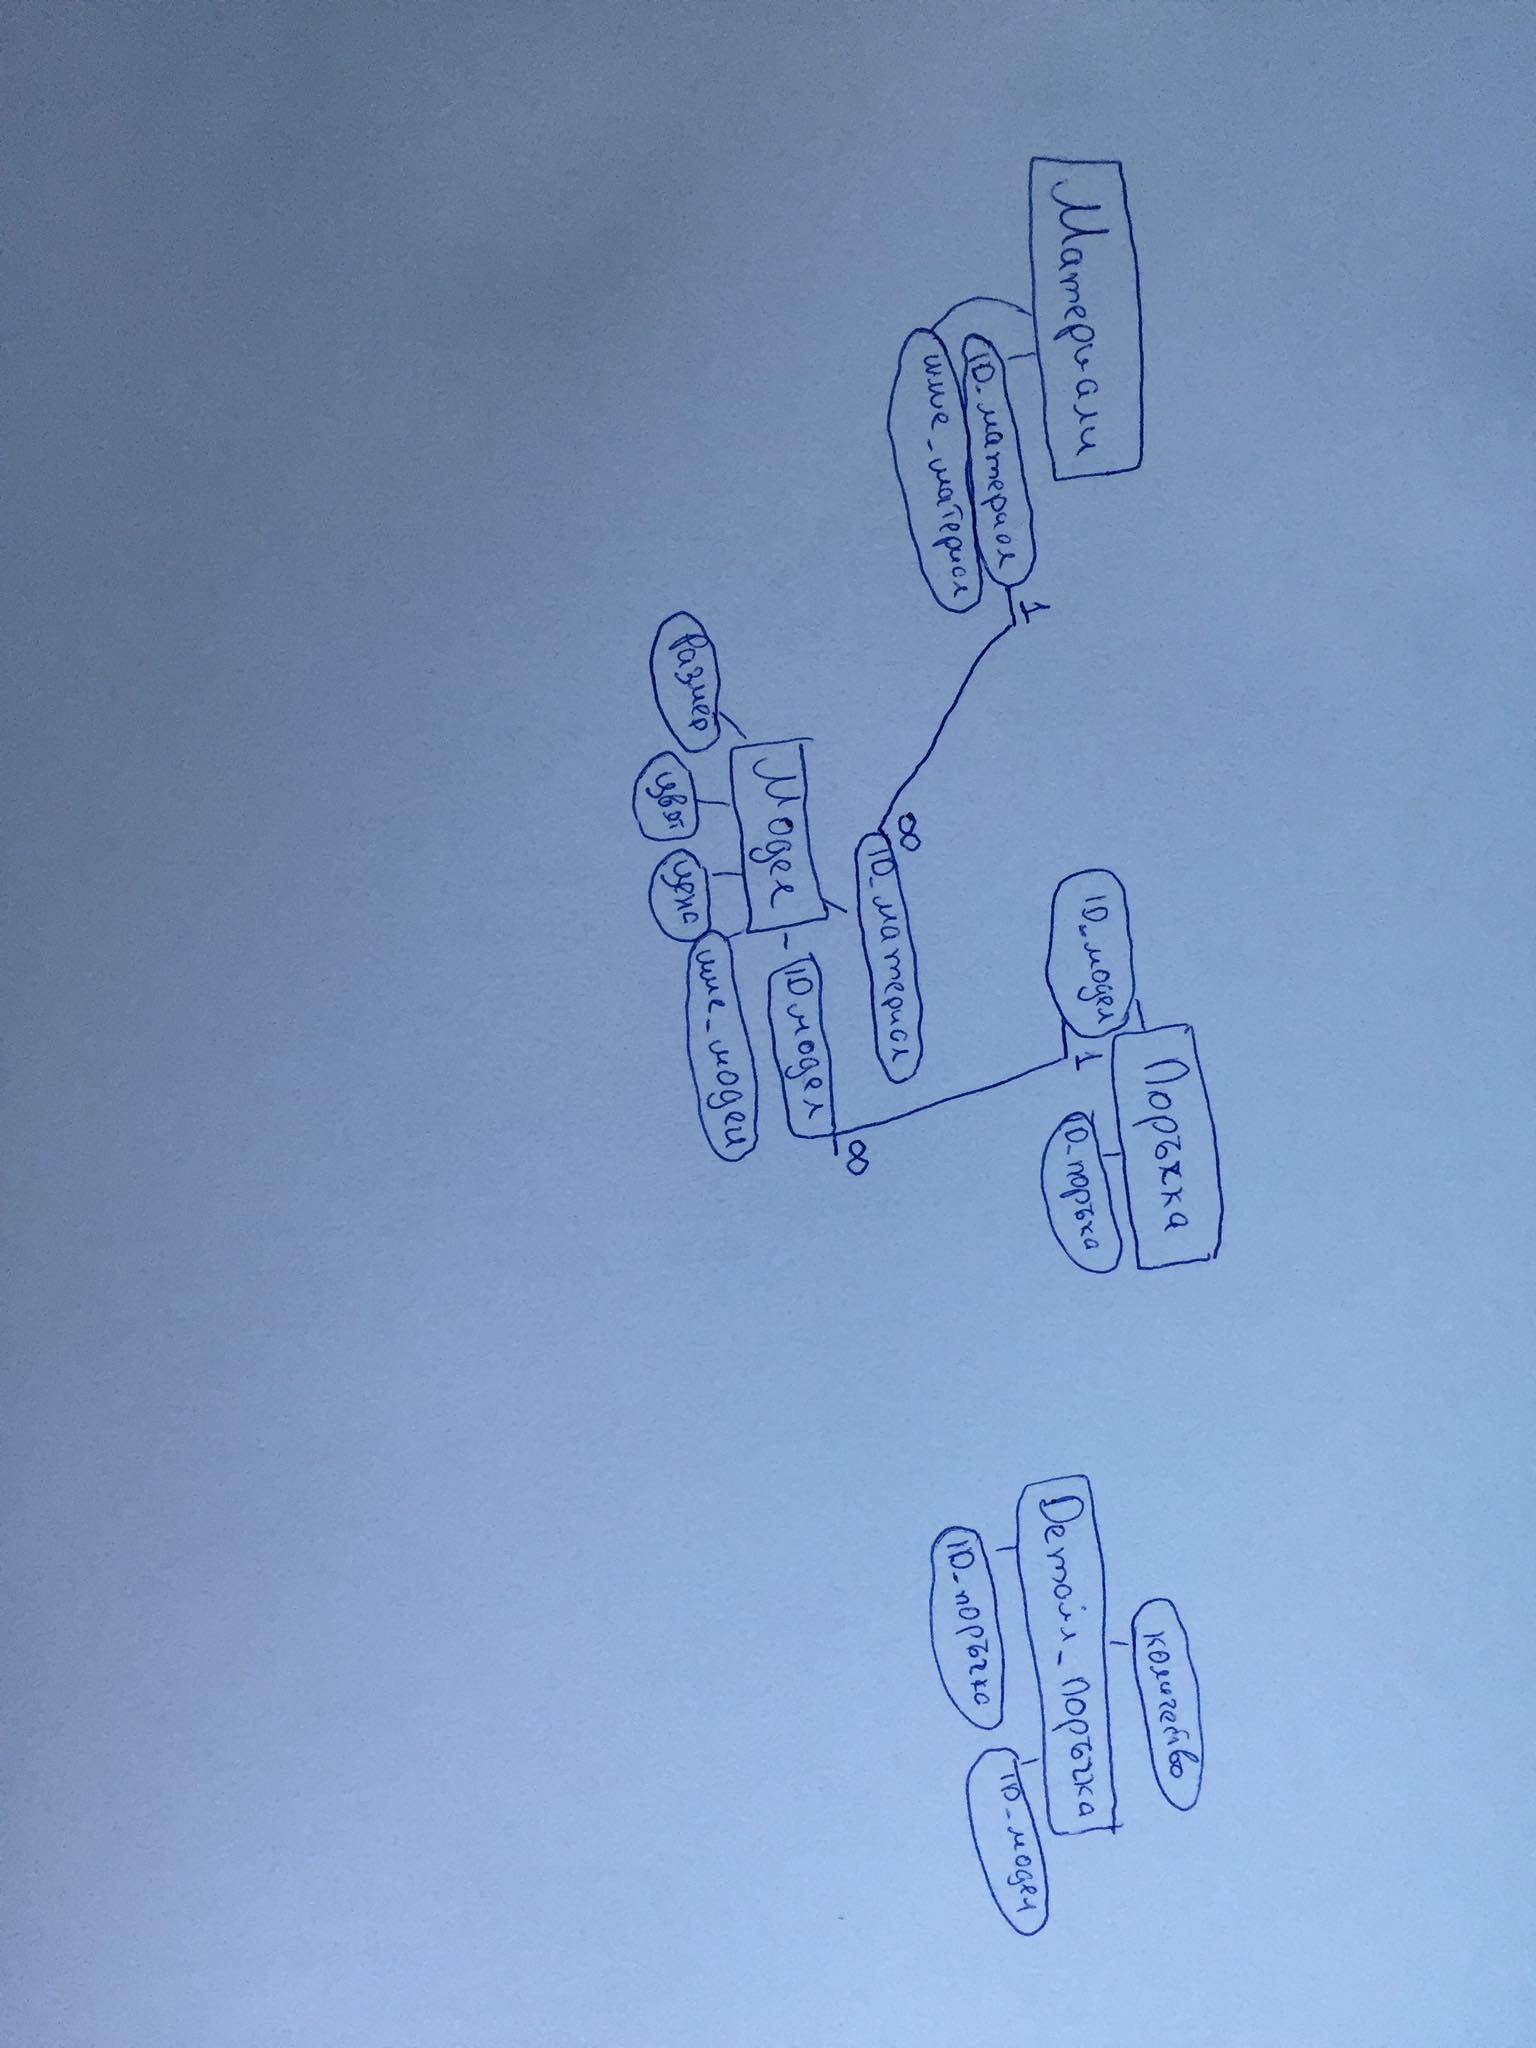 Материали
ID_материал
име_материал
1
∞
Поръчка
ID_модел
1
ID_поръка
∞
ID_материал
Модел
ID модел
име_модел
Размер
цвят
цена
количество
Детайл_Поръчка
ID_поръчка
ID_модел